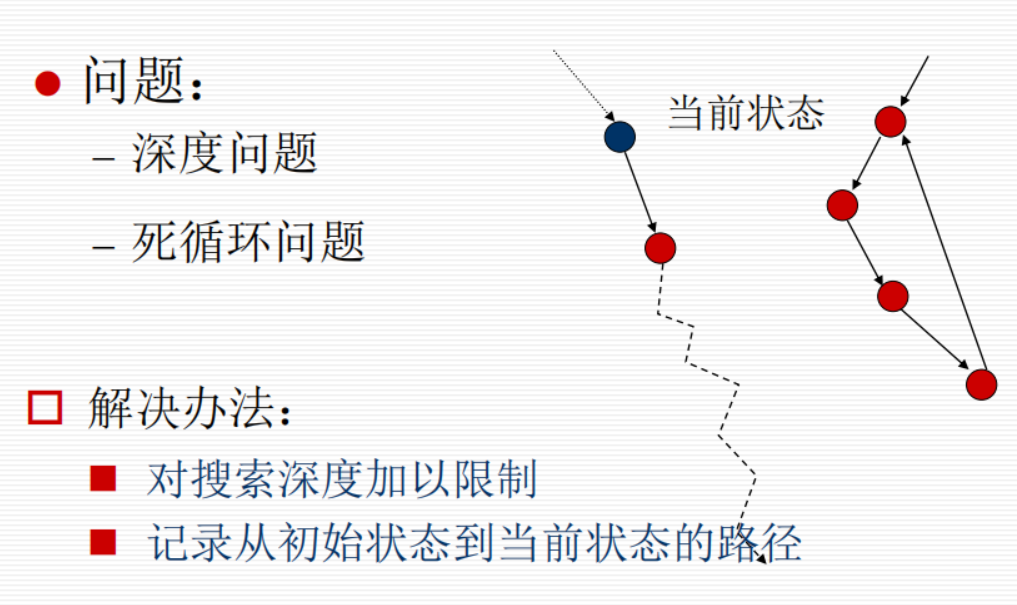 问题：
– 深度问题
– 死循环问题
当前状态
解决办法：
对搜索深度加以限制
记录从初始状态到当前状态的路径